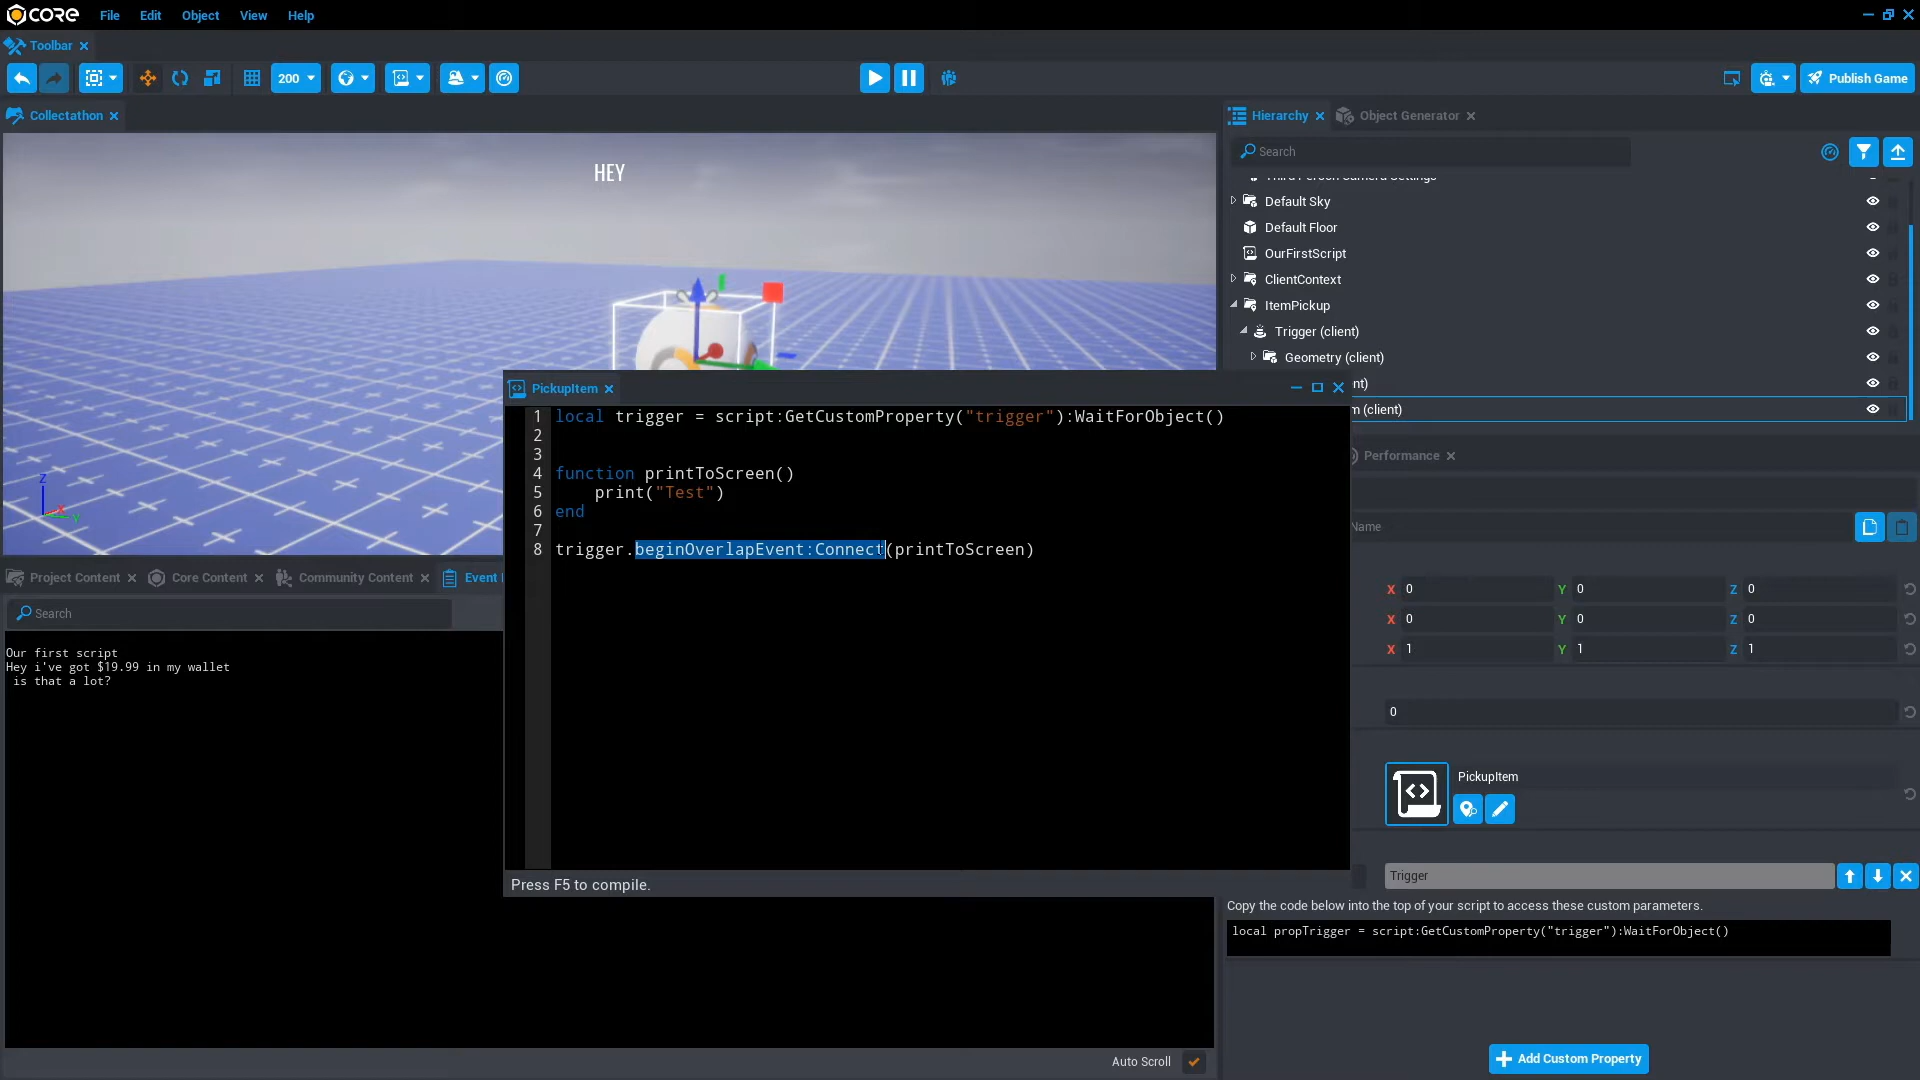 CORE
File Edit Object View Help
Toolbar
200
Publish Game
Collectathon
Hierarchy
Object Generator
HEY
Search
Third Person Camera Settings
Default Sky
Default Floor
OurFirstScript
ClientContext
ItemPickup
Trigger (client)
Geometry (client)
nt)
m (client)
PickupItem
1 local trigger = script:GetCustomProperty("trigger"):WaitForObject()
2
3
4 function printToScreen()
5 print("Test")
6 end
7
8 trigger.beginOverlapEvent:Connect(printToScreen)
Press F5 to compile.
Z
X
Y
Performance
Name
X 0 Y 0 Z 0
X 0 Y 0 Z 0
X 1 Y 1 Z 1
0
PickupItem
Trigger
Copy the code below into the top of your script to access these custom parameters.
local propTrigger = script:GetCustomProperty("trigger"):WaitForObject()
Add Custom Property
Project Content
Core Content
Community Content
Event
Search
Our first script
Hey i've got $19.99 in my wallet
is that a lot?
Auto Scroll